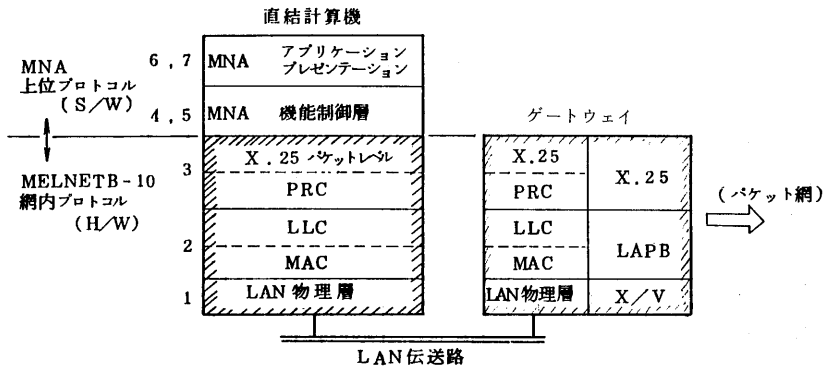 直結計算機
6,7 MNA アプリケーション
プレゼンテーション
MNA
上位プロトコル
(S/W)
4,5 MNA 機能制御層
ゲートウェイ
MELNETB-10
網内プロトコル
(H/W)
3
X.25 パケットレベル
PRC
2
LLC
MAC
1
LAN物理層
X.25
PRC
LLC
MAC
LAN物理層
X.25
LAPB
X/V
(パケット網)
LAN伝送路